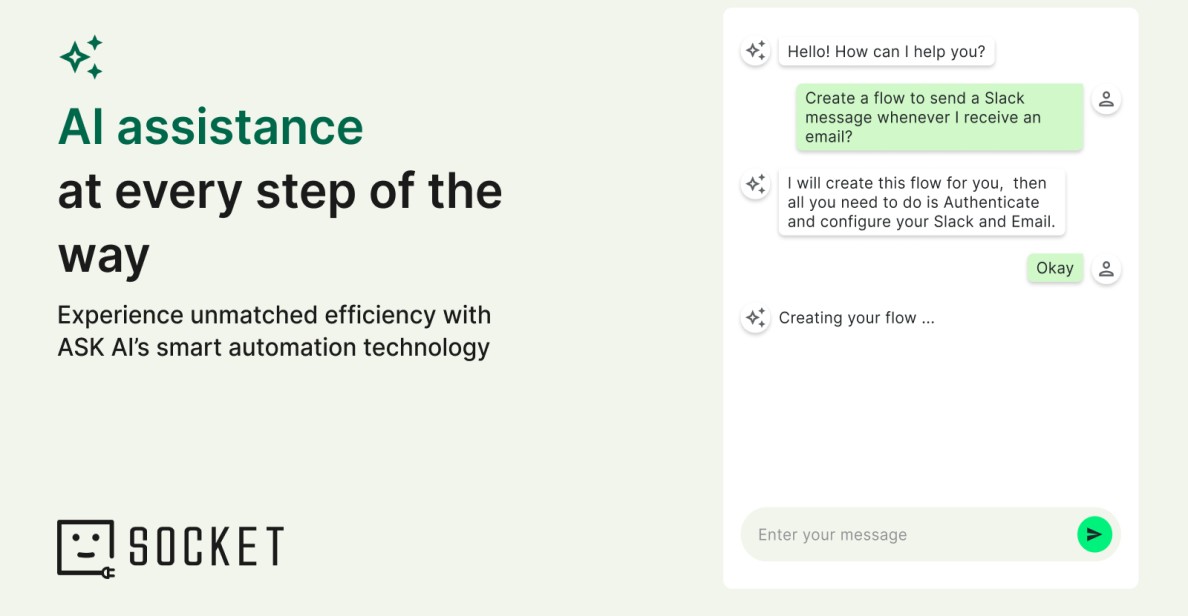 AI assistance
at every step of the
way
Experience unmatched efficiency with
ASK AI’s smart automation technology
SOCKET
Hello! How can I help you?
Create a flow to send a Slack
message whenever I receive an
email?
I will create this flow for you,  then
all you need to do is Authenticate
and configure your Slack and Email.
Okay
Creating your flow ...
Enter your message